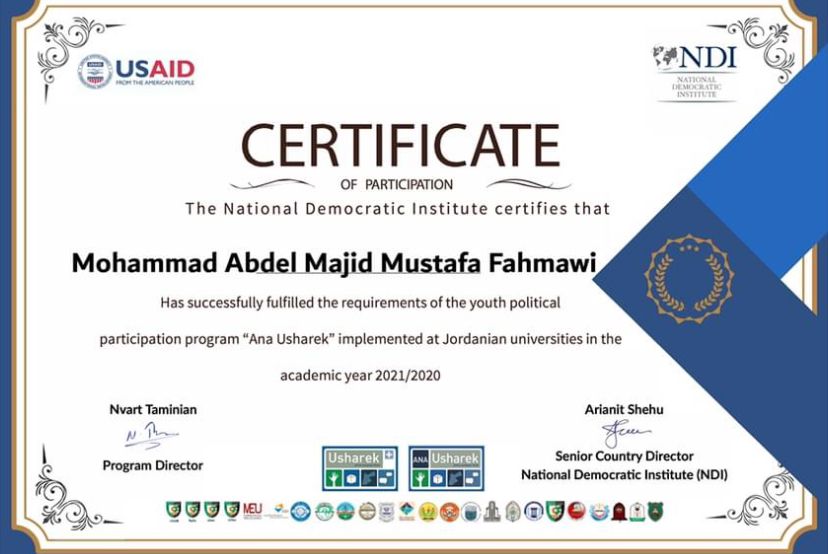 USAID
FROM THE AMERICAN PEOPLE
NDI
NATIONAL
DEMOCRATIC
INSTITUTE
CERTIFICATE
OF PARTICIPATION
The National Democratic Institute certifies that
Mohammad Abdel Majid Mustafa Fahmawi
Has successfully fulfilled the requirements of the youth political
participation program “Ana Usharek” implemented at Jordanian universities in the
academic year 2021/2020
Nvart Taminian
Program Director
Arianit Shehu
Senior Country Director
National Democratic Institute (NDI)
Usharek+
ANA Usharek
MEU